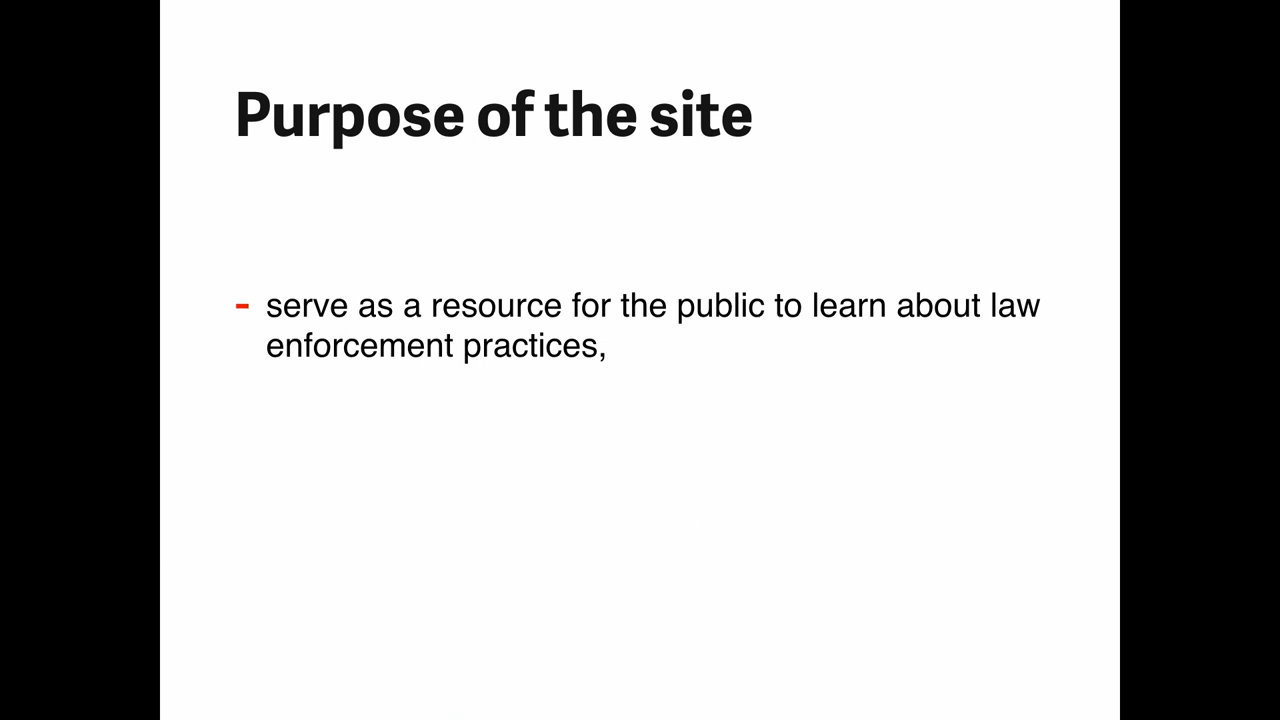 Purpose of the site
- serve as a resource for the public to learn about law
enforcement practices,